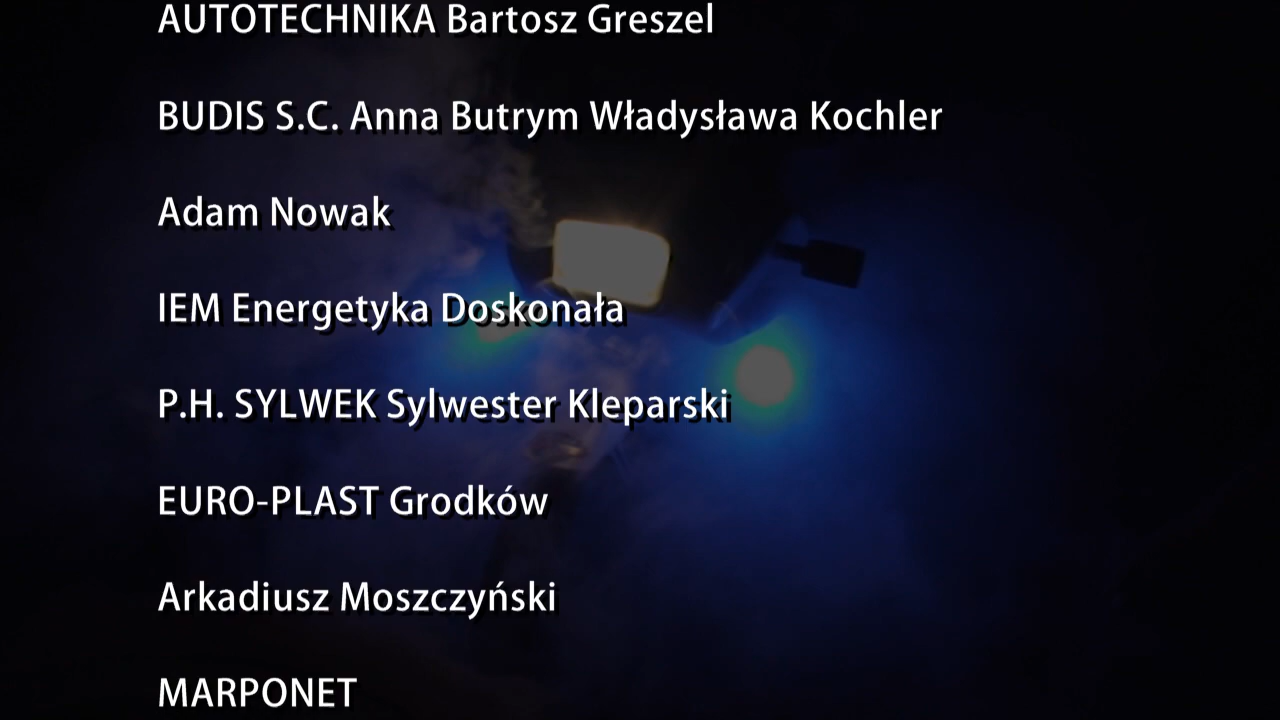 AUTOTECHNIKA Bartosz Greszel
BUDIS S.C. Anna Butrym Władysława Kochler
Adam Nowak
IEM Energetyka Doskonała
P.H. SYLWEK Sylwester Kleparski
EURO-PLAST Grodków
Arkadiusz Moszczyński
MARPONET